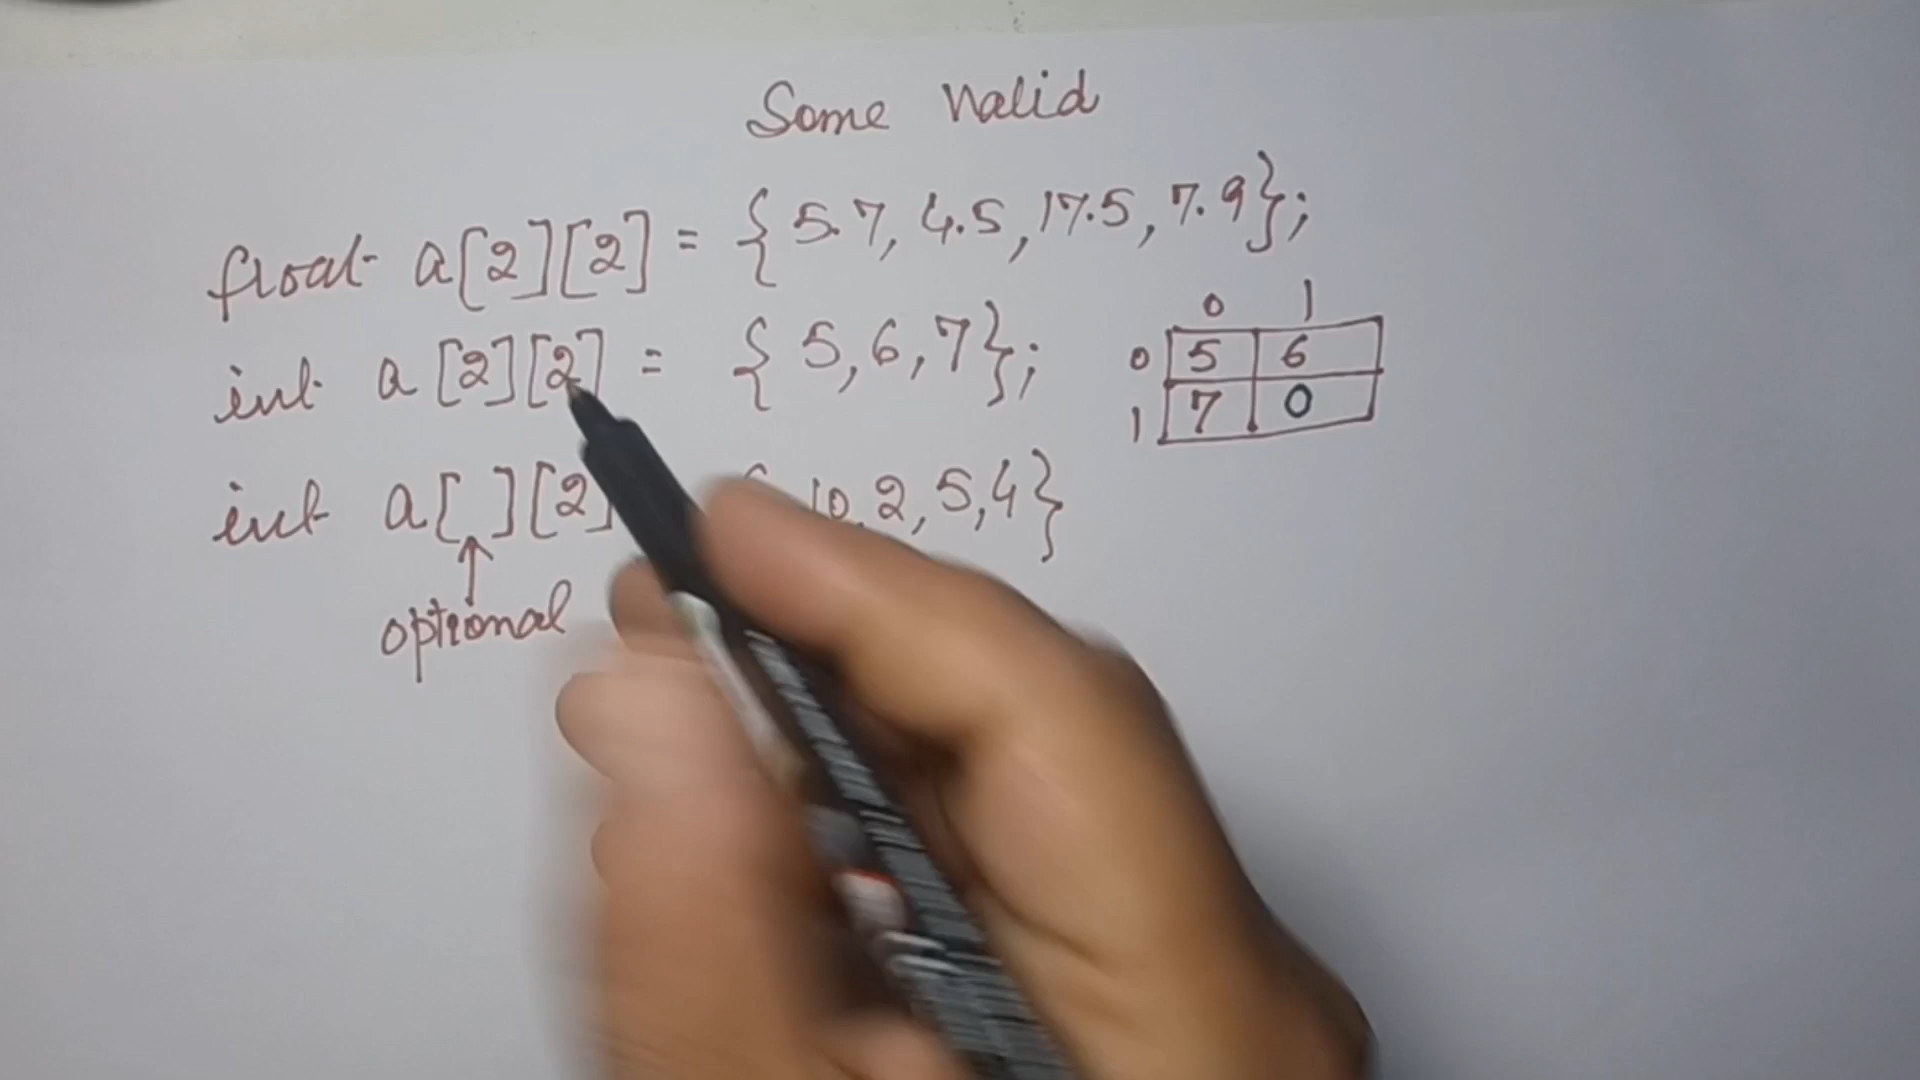 Some Valid
float a[2][2] = { 5.7, 4.5, 17.5, 7.9};
int a[2][2] = { 5, 6, 7};
0 1
0 5 6
1 7 0
int a[ ][2] 10, 2, 5, 4}
optional